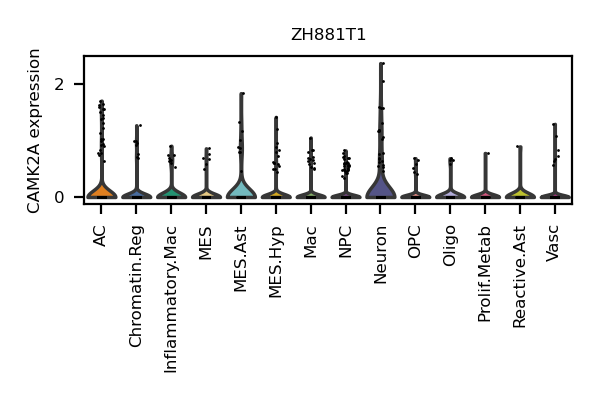 ZH881T1
CAMK2A expression
2
0
AC
Chromatin.Reg
Inflammatory.Mac
MES
MES.Ast
MES.Hyp
Mac
NPC
Neuron
OPC
Oligo
Prolif.Metab
Reactive.Ast
Vasc